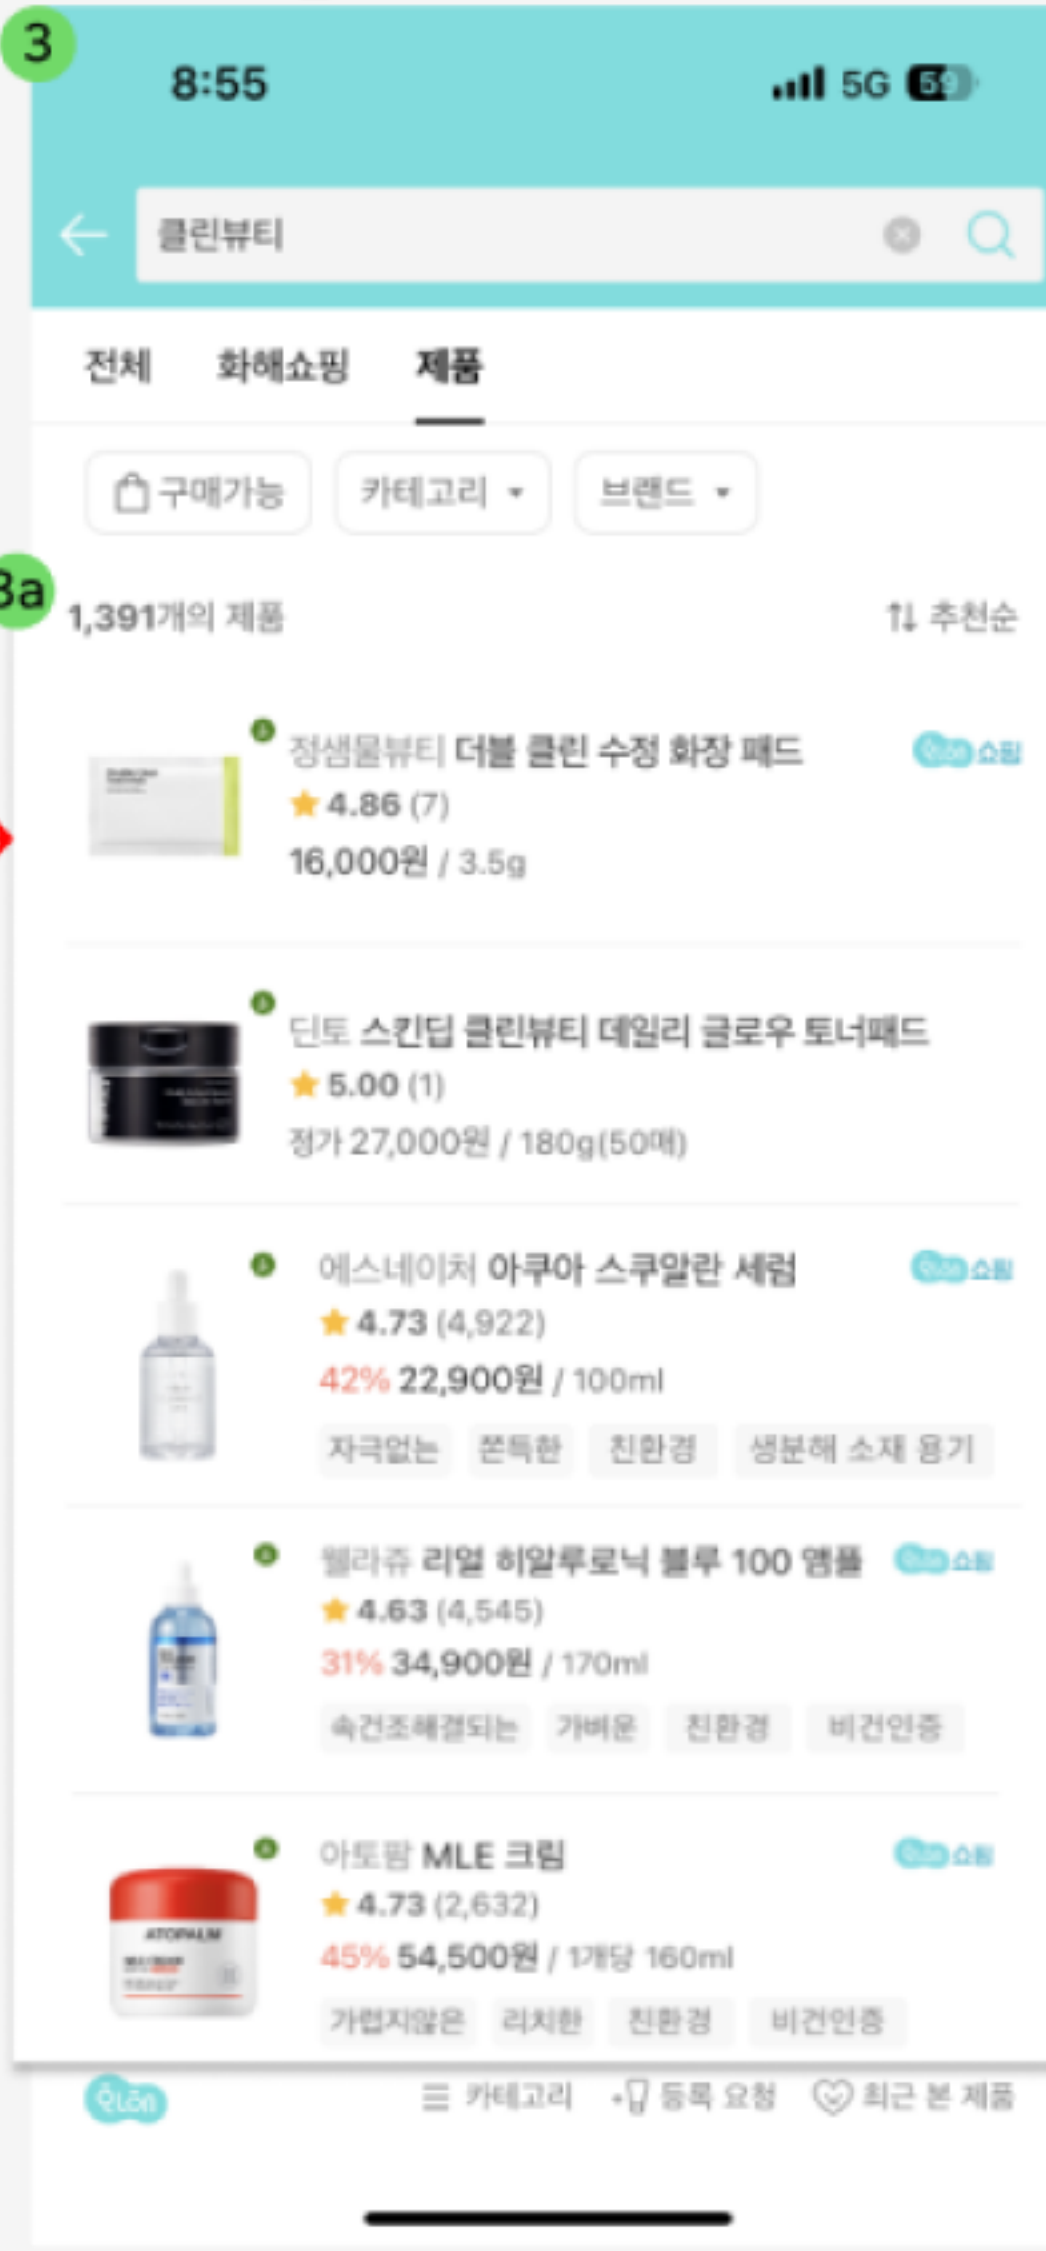 3
8:55 5G 59
클린뷰티
전체 화해쇼핑 제품
구매가능 카테고리 브랜드
3a
1,391개의 제품 추천순
정샘물뷰티 더블 클린 수정 화장 패드 쇼핑
4.86 (7)
16,000원 / 3.5g
딘토 스킨딥 클린뷰티 데일리 글로우 토너패드
5.00 (1)
정가 27,000원 / 180g(50매)
에스네이처 아쿠아 스쿠알란 세럼 쇼핑
4.73 (4,922)
42% 22,900원 / 100ml
자극없는 쫀득한 친환경 생분해 소재 용기
웰라쥬 리얼 히알루로닉 블루 100 앰플 쇼핑
4.63 (4,545)
31% 34,900원 / 170ml
속건조해결되는 가벼운 친환경 비건인증
아토팜 MLE 크림 쇼핑
4.73 (2,632)
45% 54,500원 / 1개당 160ml
ATOPALM
가렵지않은 리치한 친환경 비건인증
카테고리 등록 요청 최근 본 제품